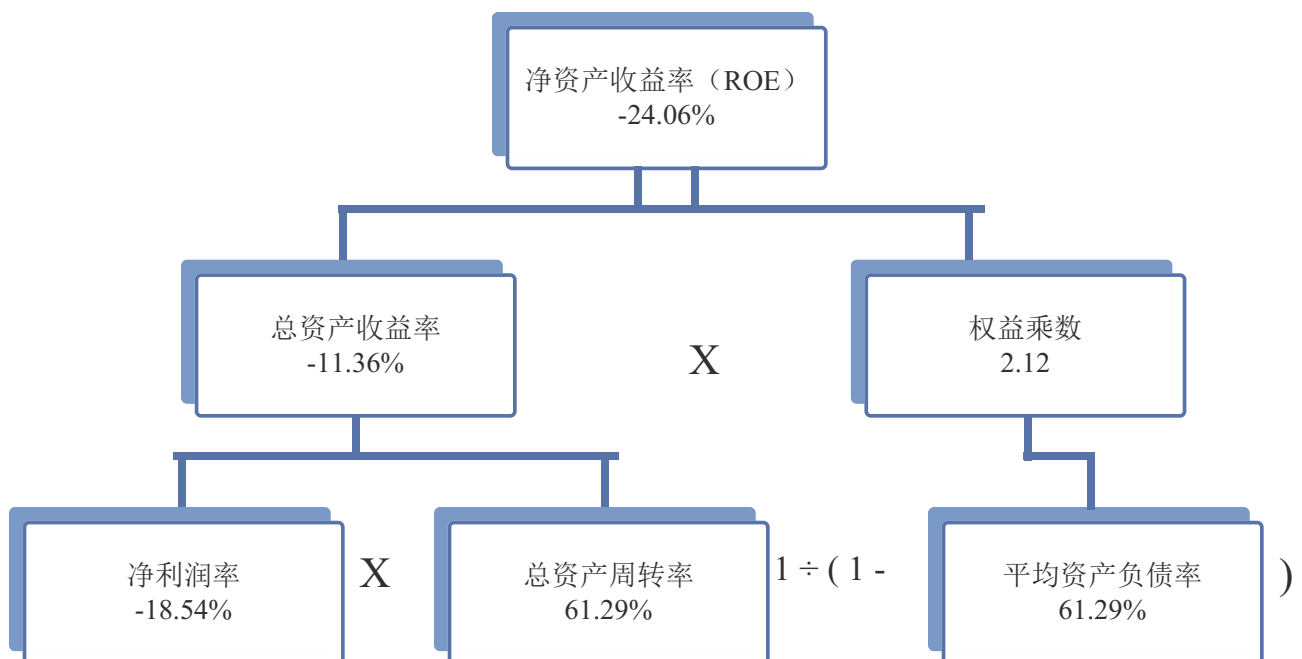 净资产收益率（ROE）
-24.06%
总资产收益率
-11.36%
X
权益乘数
2.12
净利润率
-18.54%
X
总资产周转率
61.29%
1 ÷ ( 1 -
平均资产负债率
61.29%
)